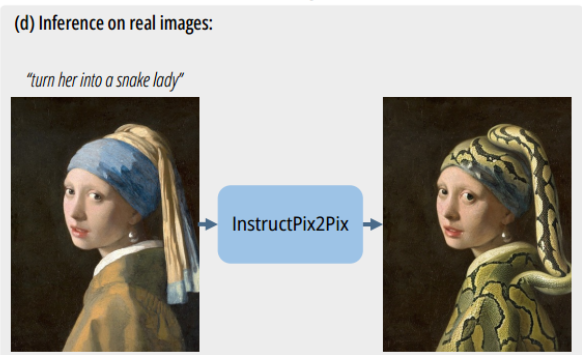 (d) Inference on real images:
"turn her into a snake lady"
InstructPix2Pix